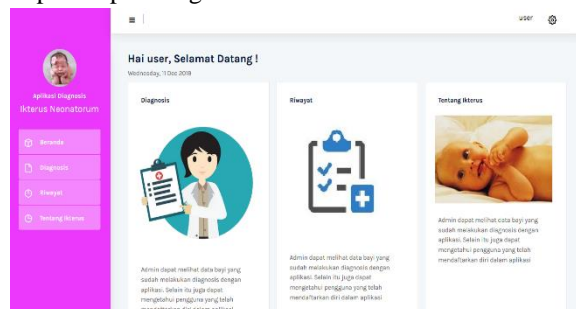 user
Hai user, Selamat Datang !
Wednesday, 11 Dec 2019
Aplikasi Diagnosis
Ikterus Neonatorum
Beranda
Diagnosis
Riwayat
Tentang Ikterus
Diagnosis
Admin dapat melihat data bayi yang
sudah melakukan diagnosis dengan
aplikasi. Selain itu juga dapat
mengetahui pengguna yang telah
Riwayat
Admin dapat melihat data bayi yang
sudah melakukan diagnosis dengan
aplikasi. Selain itu juga dapat
mengetahui pengguna yang telah
mendaftarkan diri dalam aplikasi
Tentang Ikterus
Admin dapat melihat data bayi yang
sudah melakukan diagnosis dengan
aplikasi. Selain itu juga dapat
mengetahui pengguna yang telah
mendaftarkan diri dalam aplikasi